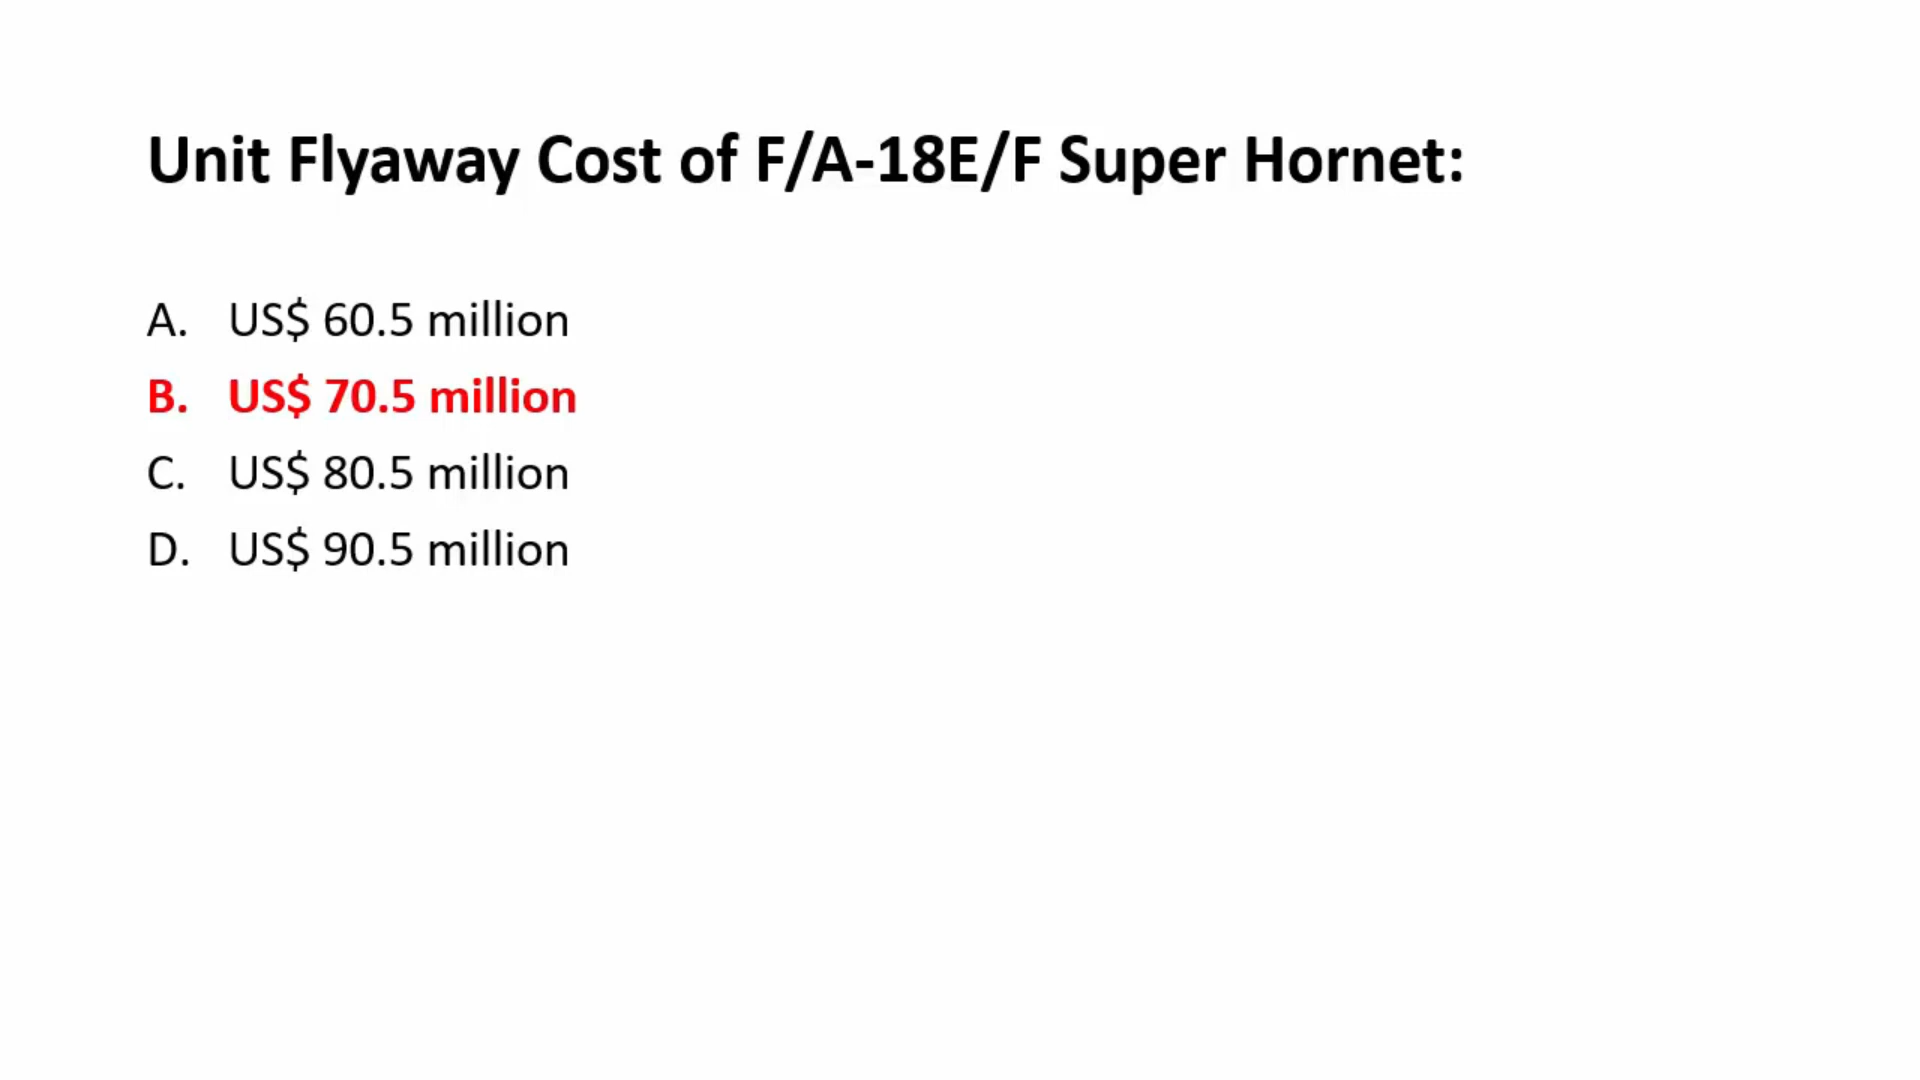 Unit Flyaway Cost of F/A-18E/F Super Hornet:
A. US$ 60.5 million
B. US$ 70.5 million
C. US$ 80.5 million
D. US$ 90.5 million